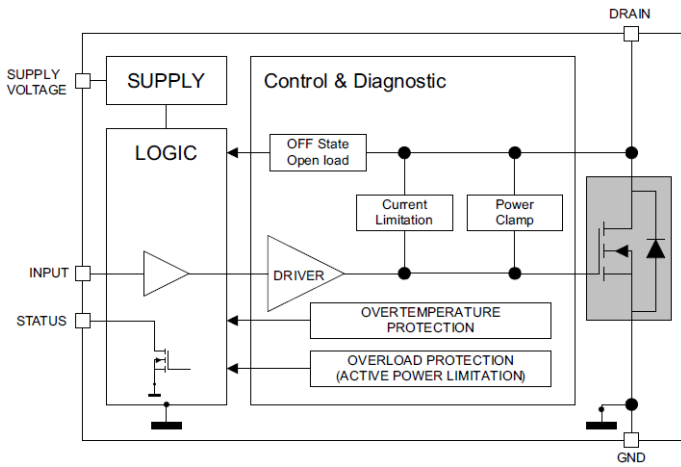 DRAIN
SUPPLY
VOLTAGE
SUPPLY
Control & Diagnostic
LOGIC
OFF State
Open load
Current
Limitation
Power
Clamp
INPUT
DRIVER
STATUS
OVERTEMPERATURE
PROTECTION
OVERLOAD PROTECTION
(ACTIVE POWER LIMITATION)
GND